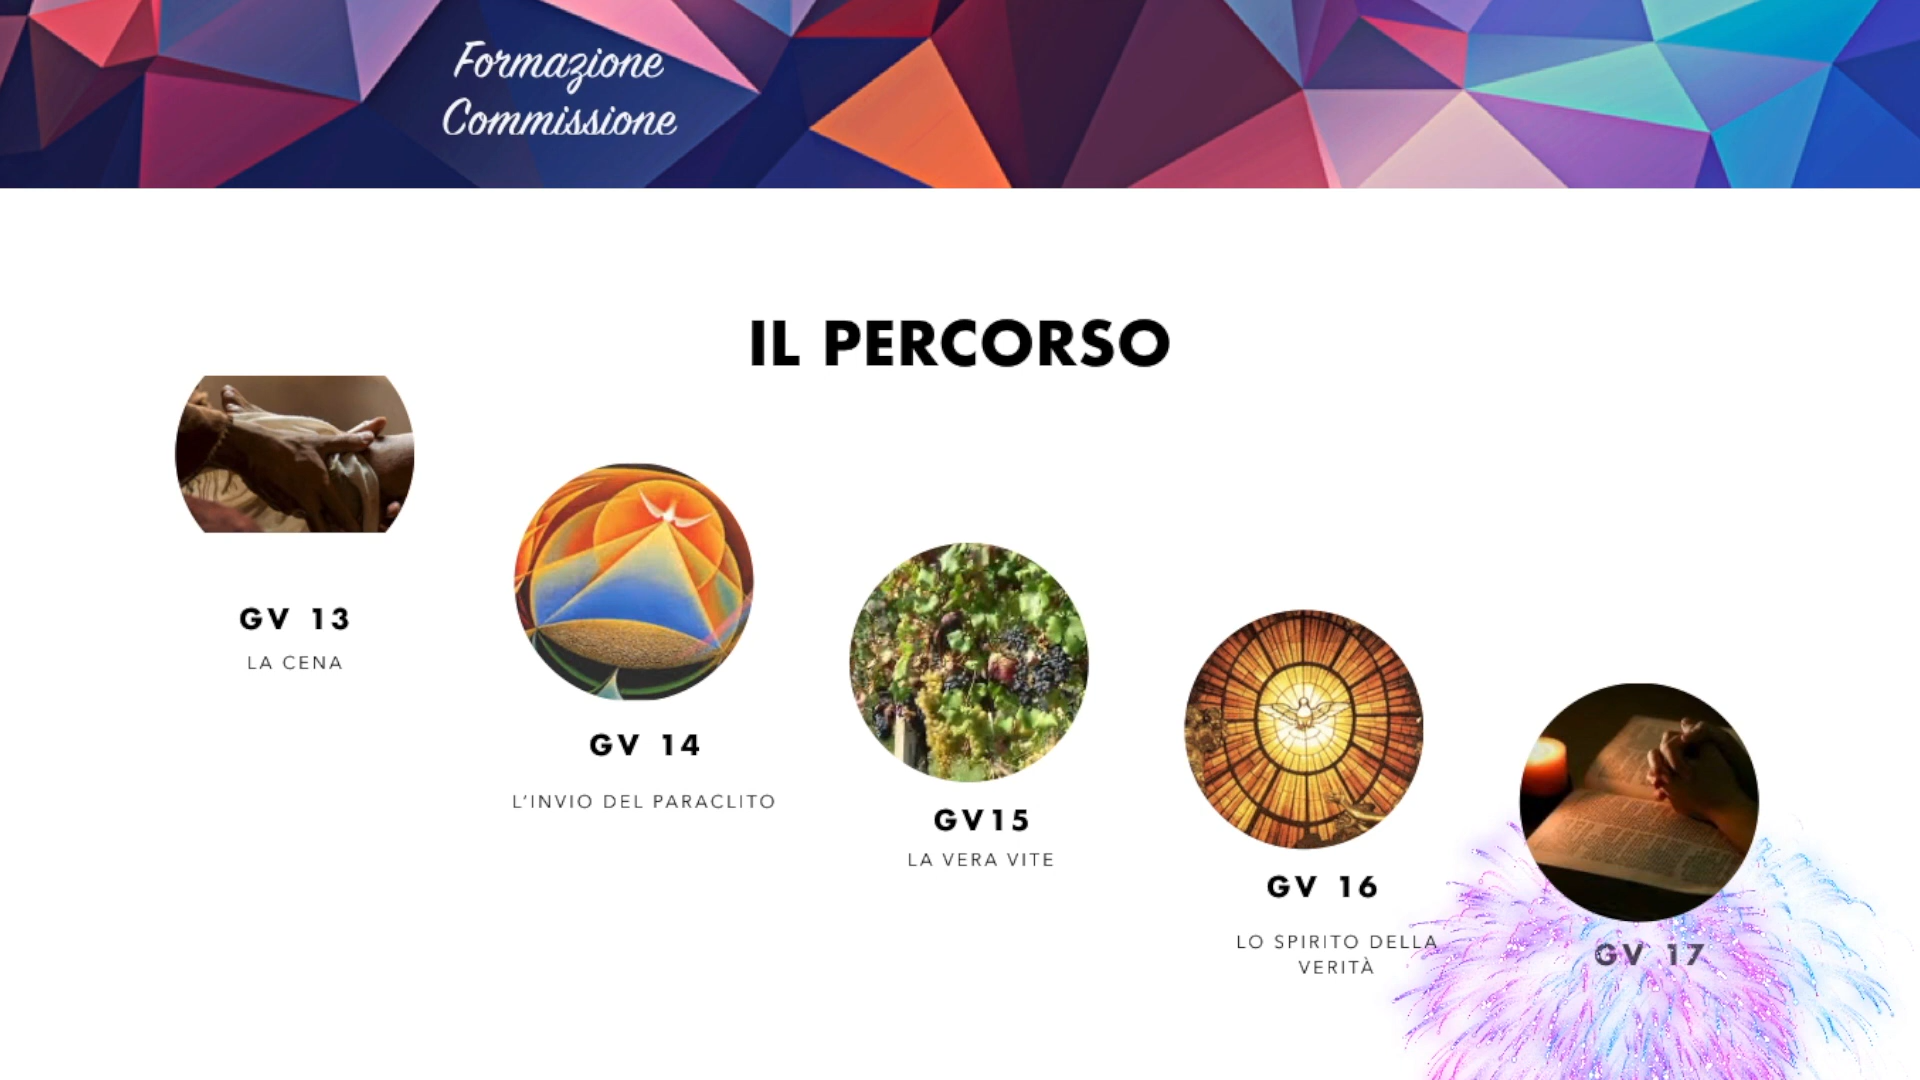 Formazione
Commissione
IL PERCORSO
GV 13
LA CENA
GV 14
L'INVIO DEL PARACLITO
GV15
LA VERA VITE
GV 16
LO SPIRITO DELLA
VERITÀ
GV 17